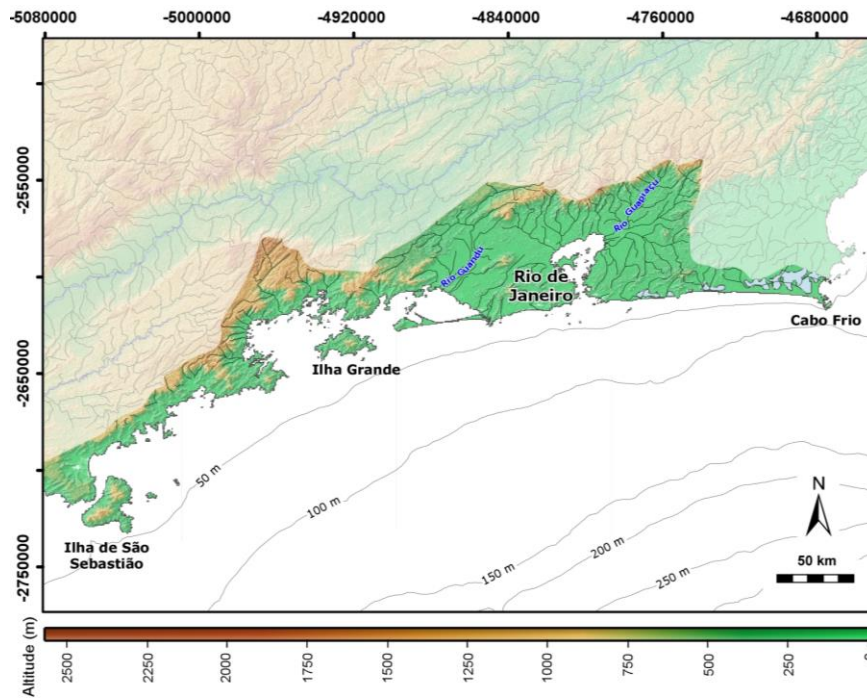 -5080000
-5000000
-4920000
-4840000
-4760000
-4680000
-2550000
-2650000
-2750000
Rio Guapiaçu
Rio Guandu
Rio de
Janeiro
Cabo Frio
Ilha Grande
50 m
100 m
Ilha de São
Sebastião
150 m
200 m
250 m
N
50 km
Altitude (m)
2500
2250
2000
1750
1500
1250
1000
750
500
250
0